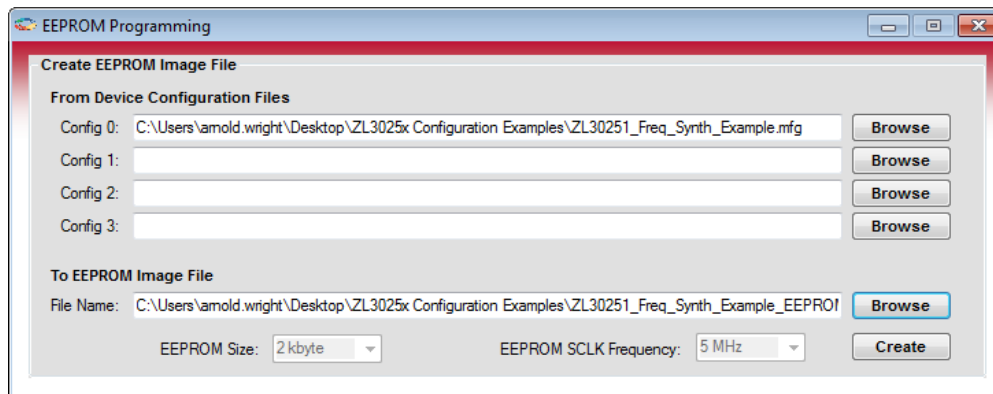 EEPROM Programming
Create EEPROM Image File
From Device Configuration Files
Config 0: C:\Users\arnold.wright\Desktop\ZL3025x Configuration Examples\ZL30251_Freq_Synth_Example.mfg Browse
Config 1: Browse
Config 2: Browse
Config 3: Browse
To EEPROM Image File
File Name: C:\Users\arnold.wright\Desktop\ZL3025x Configuration Examples\ZL30251_Freq_Synth_Example_EEPROM Browse
EEPROM Size: 2 kbyte EEPROM SCLK Frequency: 5 MHz Create